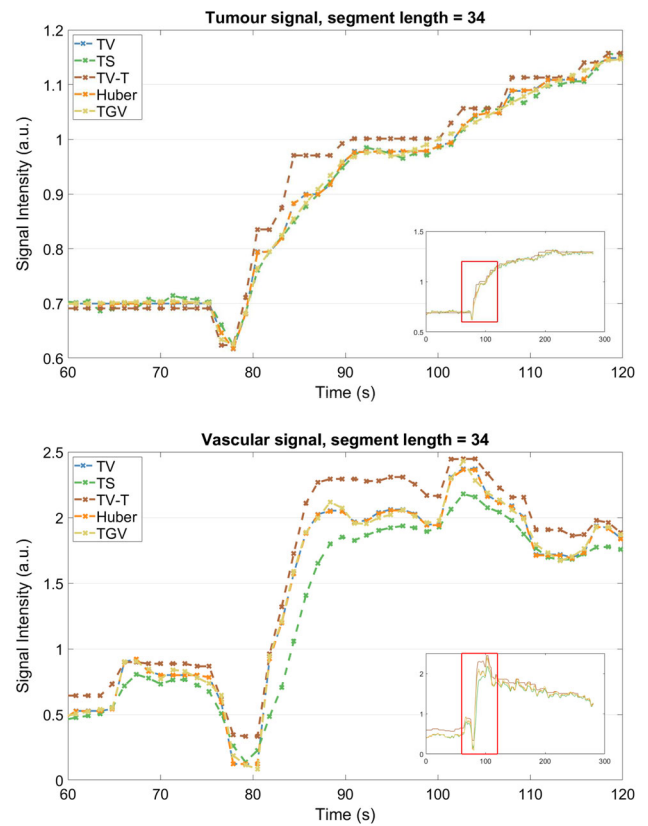 Tumour signal, segment length = 34
Signal Intensity (a.u.)
1.2
1.1
1
0.9
0.8
0.7
0.6
TV
TS
TV-T
Huber
TGV
1.5
1
0.5
0 100 200 300
60 70 80 90 100 110 120
Time (s)
Vascular signal, segment length = 34
Signal Intensity (a.u.)
2.5
2
1.5
1
0.5
0
TV
TS
TV-T
Huber
TGV
2
1
0
0 100 200 300
60 70 80 90 100 110 120
Time (s)